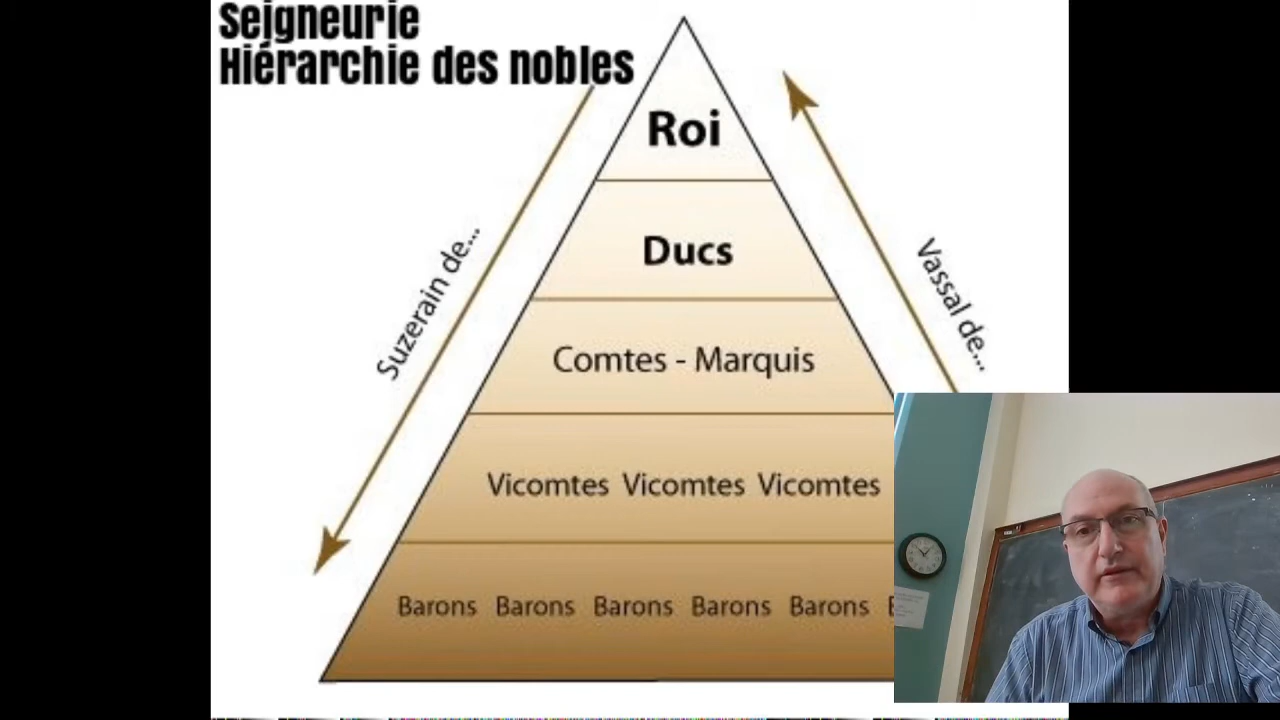 Seigneurie
Hiérarchie des nobles
Roi
Suzerain de...
Vassal de...
Ducs
Comtes - Marquis
Vicomtes Vicomtes Vicomtes
Barons Barons Barons Barons Barons